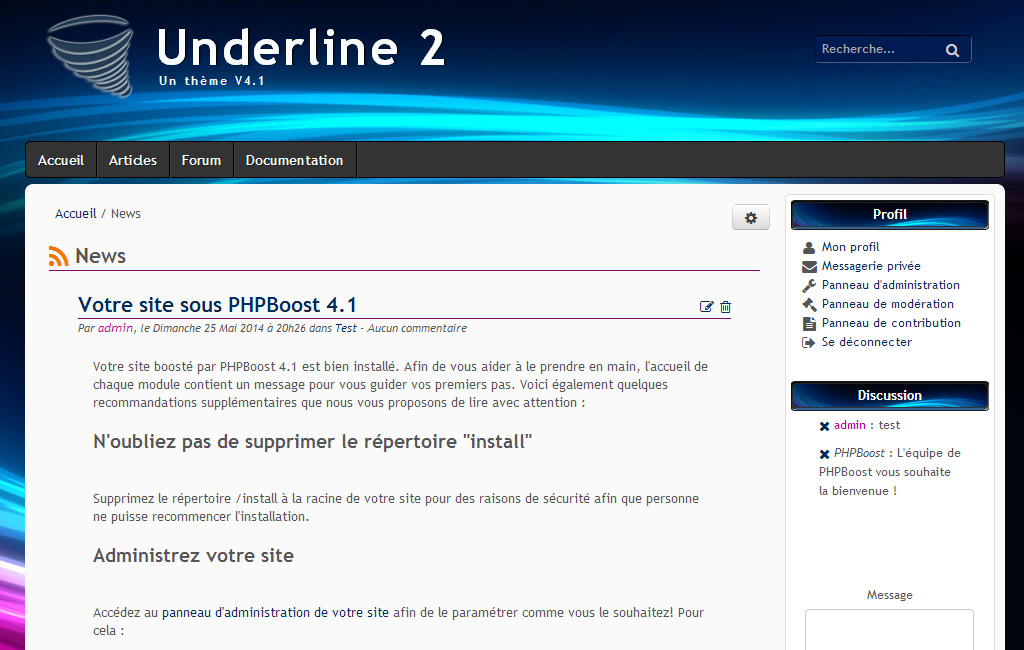 Underline 2
Un thème V4.1
Recherche...
Accueil
Articles
Forum
Documentation
Accueil / News
News
Votre site sous PHPBoost 4.1
Par admin, le Dimanche 25 Mai 2014 à 20h26 dans Test - Aucun commentaire
Votre site boosté par PHPBoost 4.1 est bien installé. Afin de vous aider à le prendre en main, l'accueil de
chaque module contient un message pour vous guider vos premiers pas. Voici également quelques
recommandations supplémentaires que nous vous proposons de lire avec attention :
N'oubliez pas de supprimer le répertoire "install"
Supprimez le répertoire /install à la racine de votre site pour des raisons de sécurité afin que personne
ne puisse recommencer l'installation.
Administrez votre site
Accédez au panneau d'administration de votre site afin de le paramétrer comme vous le souhaitez! Pour
cela :
Profil
Mon profil
Messagerie privée
Panneau d'administration
Panneau de modération
Panneau de contribution
Se déconnecter
Discussion
admin : test
PHPBoost : L'équipe de
PHPBoost vous souhaite
la bienvenue !
Message